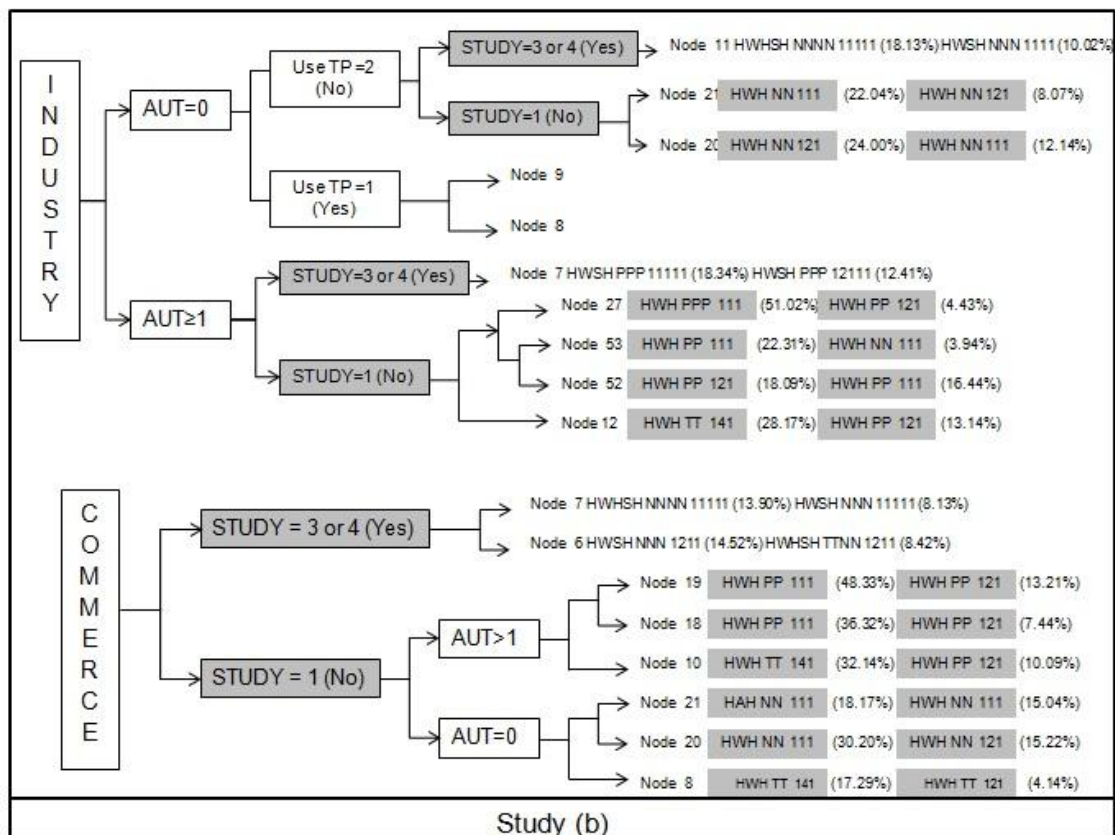 INDUSTRY
AUT=0
Use TP =2
(No)
STUDY=3 or 4 (Yes)
Node 11 HWHSH NNNN 11111 (18.13%) HWSH NNN 1111 (10.02%)
STUDY=1 (No)
Node 21 HWH NN 111 (22.04%) HWH NN 121 (8.07%)
Node 20 HWH NN 121 (24.00%) HWH NN 111 (12.14%)
Use TP =1
(Yes)
Node 9
Node 8
AUT≥1
STUDY=3 or 4 (Yes)
Node 7 HWSH PPP 11111 (18.34%) HWSH PPP 12111 (12.41%)
STUDY=1 (No)
Node 27 HWH PPP 111 (51.02%) HWH PP 121 (4.43%)
Node 53 HWH PP 111 (22.31%) HWH NN 111 (3.94%)
Node 52 HWH PP 121 (18.09%) HWH PP 111 (16.44%)
Node 12 HWH TT 141 (28.17%) HWH PP 121 (13.14%)
COMMERCE
STUDY = 3 or 4 (Yes)
Node 7 HWHSH NNNN 11111 (13.90%) HWSH NNN 11111 (8.13%)
Node 6 HWSH NNN 1211 (14.52%) HWHSH TTNN 1211 (8.42%)
STUDY = 1 (No)
AUT>1
Node 19 HWH PP 111 (48.33%) HWH PP 121 (13.21%)
Node 18 HWH PP 111 (36.32%) HWH PP 121 (7.44%)
Node 10 HWH TT 141 (32.14%) HWH PP 121 (10.09%)
AUT=0
Node 21 HAH NN 111 (18.17%) HWH NN 111 (15.04%)
Node 20 HWH NN 111 (30.20%) HWH NN 121 (15.22%)
Node 8 HWH TT 141 (17.29%) HWH TT 121 (4.14%)
Study (b)